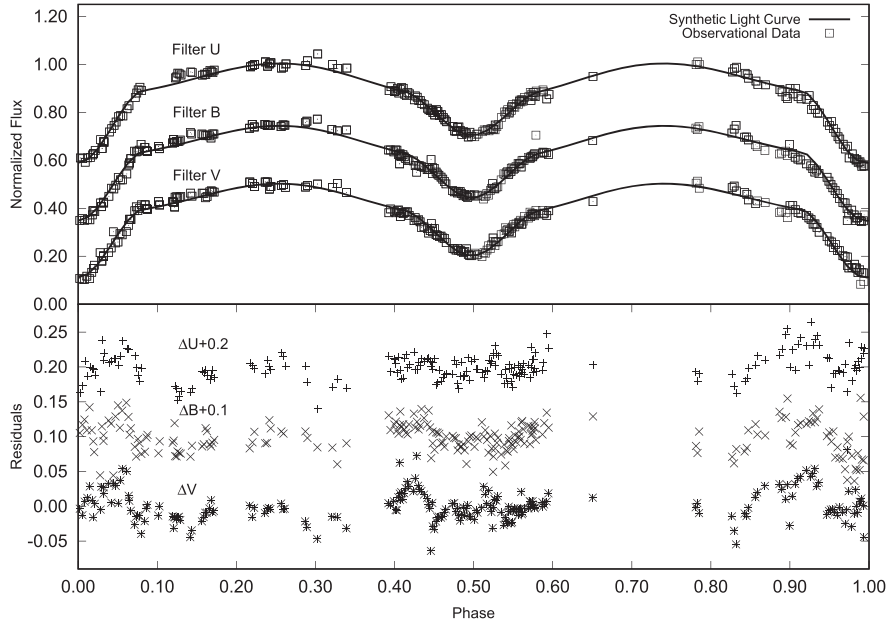 1.20
1.00
0.80
0.60
0.40
0.20
0.00
Normalized Flux
Synthetic Light Curve
Observational Data
Filter U
Filter B
Filter V
0.25
0.20
0.15
0.10
0.05
0.00
-0.05
Residuals
ΔU+0.2
ΔB+0.1
ΔV
0.00 0.10 0.20 0.30 0.40 0.50 0.60 0.70 0.80 0.90 1.00
Phase